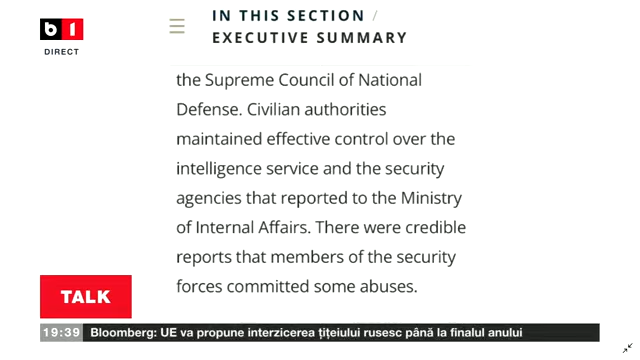 b1
DIRECT
IN THIS SECTION /
EXECUTIVE SUMMARY
the Supreme Council of National
Defense. Civilian authorities
maintained effective control over the
intelligence service and the security
agencies that reported to the Ministry
of Internal Affairs. There were credible
reports that members of the security
forces committed some abuses.
TALK
19:39 Bloomberg: UE va propune interzicerea țițeiului rusesc până la finalul anului